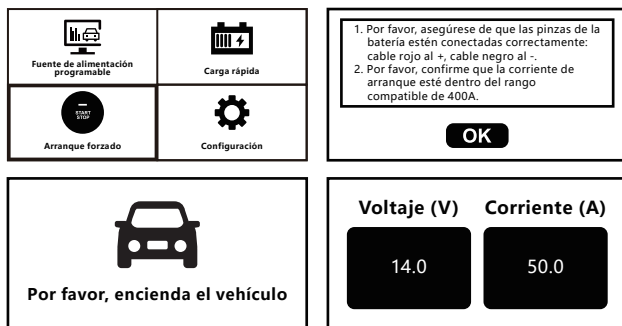 Fuente de alimentación
programable
Carga rápida
START
STOP
Arranque forzado
Configuración
1. Por favor, asegúrese de que las pinzas de la
batería estén conectadas correctamente:
cable rojo al +, cable negro al -.
2. Por favor, confirme que la corriente de
arranque esté dentro del rango
compatible de 400A.
OK
Por favor, encienda el vehículo
Voltaje (V)
Corriente (A)
14.0
50.0